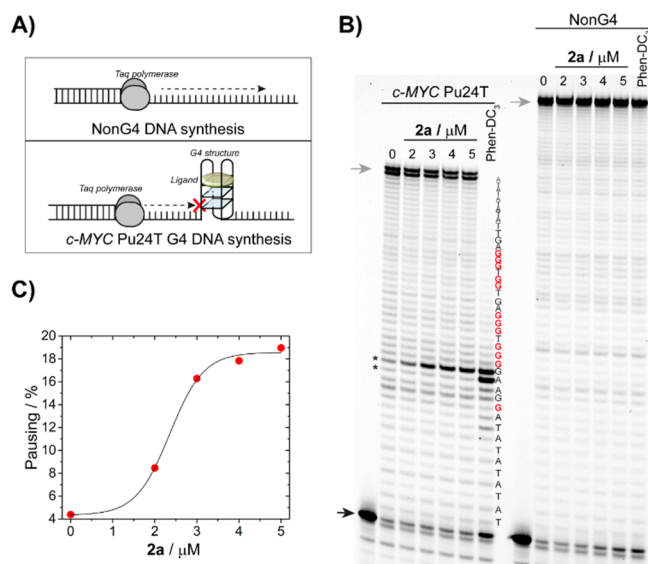 A)
Taq polymerase
NonG4 DNA synthesis
G4 structure
Ligand
Taq polymerase
c-MYC Pu24T G4 DNA synthesis
B)
NonG4
2a / μM
0 2 3 4 5
c-MYC Pu24T
2a / μM
0 2 3 4 5
Phen-DC3
*
*
C)
Pausing / %
20
18
16
14
12
10
8
6
4
0 1 2 3 4 5
2a / μM